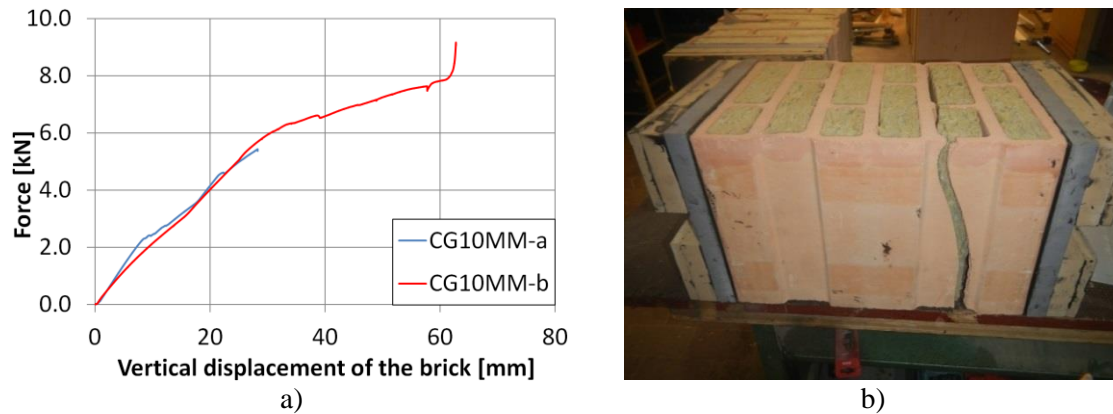 10.0
8.0
6.0
4.0
2.0
0.0
Force [kN]
CG10MM-a
CG10MM-b
0 20 40 60 80
Vertical displacement of the brick [mm]
a) b)